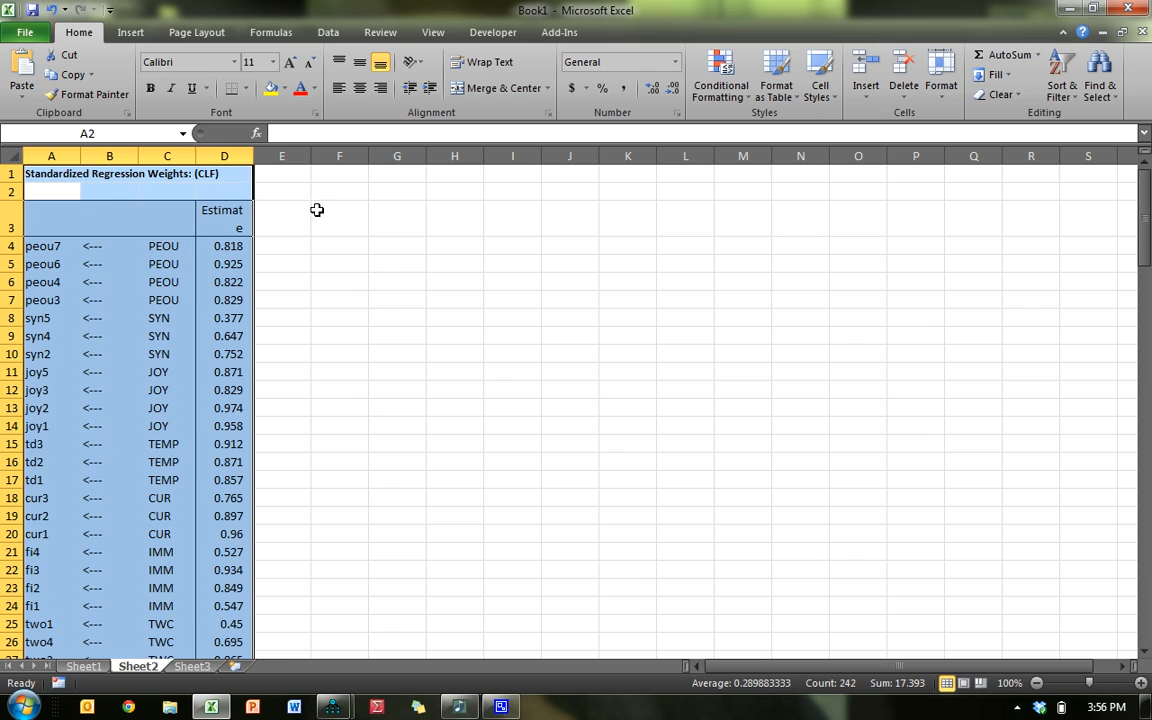 Book1 - Microsoft Excel
File Home Insert Page Layout Formulas Data Review View Developer Add-Ins
Cut
Copy
Format Painter
Paste
Clipboard
Calibri 11
B I U
Font
Wrap Text
Merge & Center
Alignment
General
$ % ,
Number
Conditional Formatting
Format as Table
Cell Styles
Styles
Insert Delete Format
Cells
AutoSum
Fill
Clear
Sort & Filter
Find & Select
Editing
A2 fx
A B C D E F G H I J K L M N O P Q R S
1 Standardized Regression Weights: (CLF)
2
3 Estimat
e
4 peou7 <--- PEOU 0.818
5 peou6 <--- PEOU 0.925
6 peou4 <--- PEOU 0.822
7 peou3 <--- PEOU 0.829
8 syn5 <--- SYN 0.377
9 syn4 <--- SYN 0.647
10 syn2 <--- SYN 0.752
11 joy5 <--- JOY 0.871
12 joy3 <--- JOY 0.829
13 joy2 <--- JOY 0.974
14 joy1 <--- JOY 0.958
15 td3 <--- TEMP 0.912
16 td2 <--- TEMP 0.871
17 td1 <--- TEMP 0.857
18 cur3 <--- CUR 0.765
19 cur2 <--- CUR 0.897
20 cur1 <--- CUR 0.96
21 fi4 <--- IMM 0.527
22 fi3 <--- IMM 0.934
23 fi2 <--- IMM 0.849
24 fi1 <--- IMM 0.547
25 two1 <--- TWC 0.45
26 two4 <--- TWC 0.695
Sheet1 Sheet2 Sheet3
Ready Average: 0.289883333 Count: 242 Sum: 17.393 100%
3:56 PM